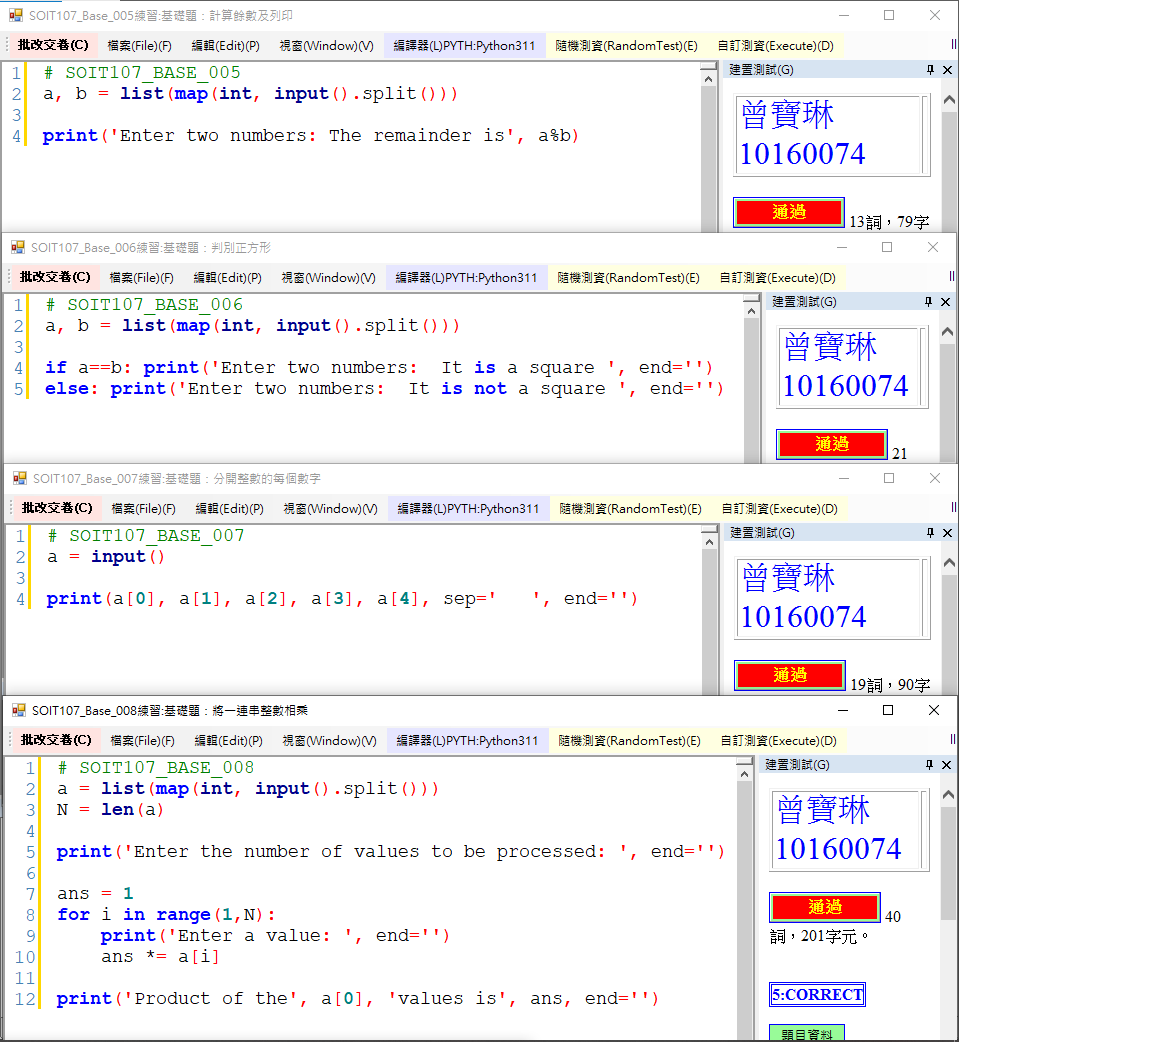 SOIT107_Base_005練習:基礎題：計算餘數及列印
批改交卷(C) 檔案(File)(F) 編輯(Edit)(P) 視窗(Window)(V) 編譯器(L)PYTH:Python311 隨機測資(RandomTest)(E) 自訂測資(Execute)(D)
建置測試(G)
1 # SOIT107_BASE_005
2 a, b = list(map(int, input().split()))
3
4 print('Enter two numbers: The remainder is', a%b)
曾寶琳
10160074
通過 13詞，79字
SOIT107_Base_006練習:基礎題：判別正方形
批改交卷(C) 檔案(File)(F) 編輯(Edit)(P) 視窗(Window)(V) 編譯器(L)PYTH:Python311 隨機測資(RandomTest)(E) 自訂測資(Execute)(D)
建置測試(G)
1 # SOIT107_BASE_006
2 a, b = list(map(int, input().split()))
3
4 if a==b: print('Enter two numbers:  It is a square ', end='')
5 else: print('Enter two numbers:  It is not a square ', end='')
曾寶琳
10160074
通過 21
SOIT107_Base_007練習:基礎題：分開整數的每個數字
批改交卷(C) 檔案(File)(F) 編輯(Edit)(P) 視窗(Window)(V) 編譯器(L)PYTH:Python311 隨機測資(RandomTest)(E) 自訂測資(Execute)(D)
建置測試(G)
1 # SOIT107_BASE_007
2 a = input()
3
4 print(a[0], a[1], a[2], a[3], a[4], sep='   ', end='')
曾寶琳
10160074
通過 19詞，90字
SOIT107_Base_008練習:基礎題：將一連串整數相乘
批改交卷(C) 檔案(File)(F) 編輯(Edit)(P) 視窗(Window)(V) 編譯器(L)PYTH:Python311 隨機測資(RandomTest)(E) 自訂測資(Execute)(D)
建置測試(G)
1 # SOIT107_BASE_008
2 a = list(map(int, input().split()))
3 N = len(a)
4
5 print('Enter the number of values to be processed: ', end='')
6
7 ans = 1
8 for i in range(1,N):
9     print('Enter a value: ', end='')
10     ans *= a[i]
11
12 print('Product of the', a[0], 'values is', ans, end='')
曾寶琳
10160074
通過 40
詞，201字元。
5:CORRECT
題目資料